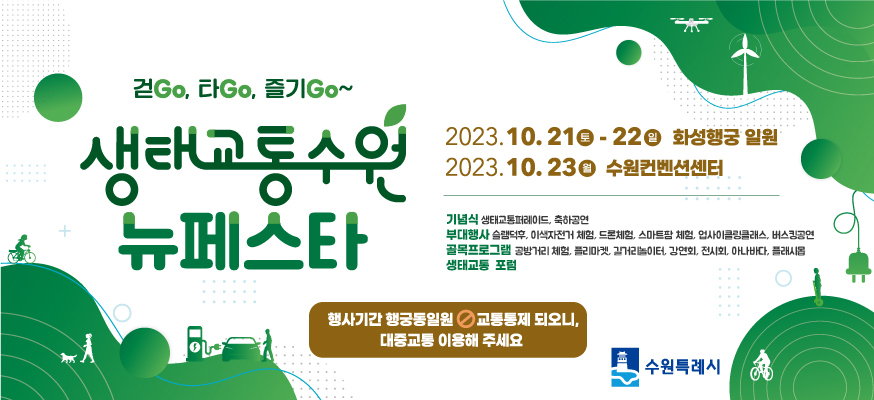 걷Go, 타Go, 즐기Go~
생태교통수원
뉴페스타
2023. 10. 21토 - 22일 화성행궁 일원
2023. 10. 23월 수원컨벤션센터
기념식 생태교통퍼레이드, 축하공연
부대행사 슬램덕후, 이색자전거 체험, 드론체험, 스마트팜 체험, 업사이클링클래스, 버스킹공연
골목프로그램 공방거리 체험, 플리마켓, 길거리놀이터, 강연회, 전시회, 아나바다, 플래시몹
생태교통 포럼
행사기간 행궁동일원 교통통제 되오니,
대중교통 이용해 주세요
수원특례시